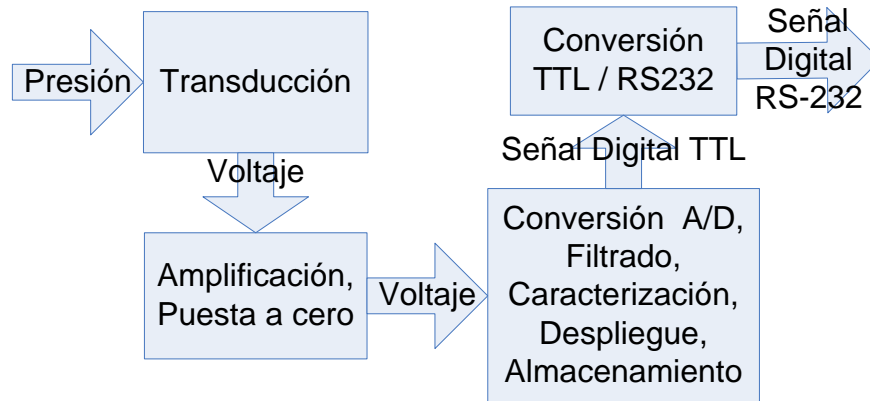 Presión
Transducción
Voltaje
Amplificación,
Puesta a cero
Voltaje
Conversión A/D,
Filtrado,
Caracterización,
Despliegue,
Almacenamiento
Señal Digital TTL
Conversión
TTL / RS232
Señal
Digital
RS-232